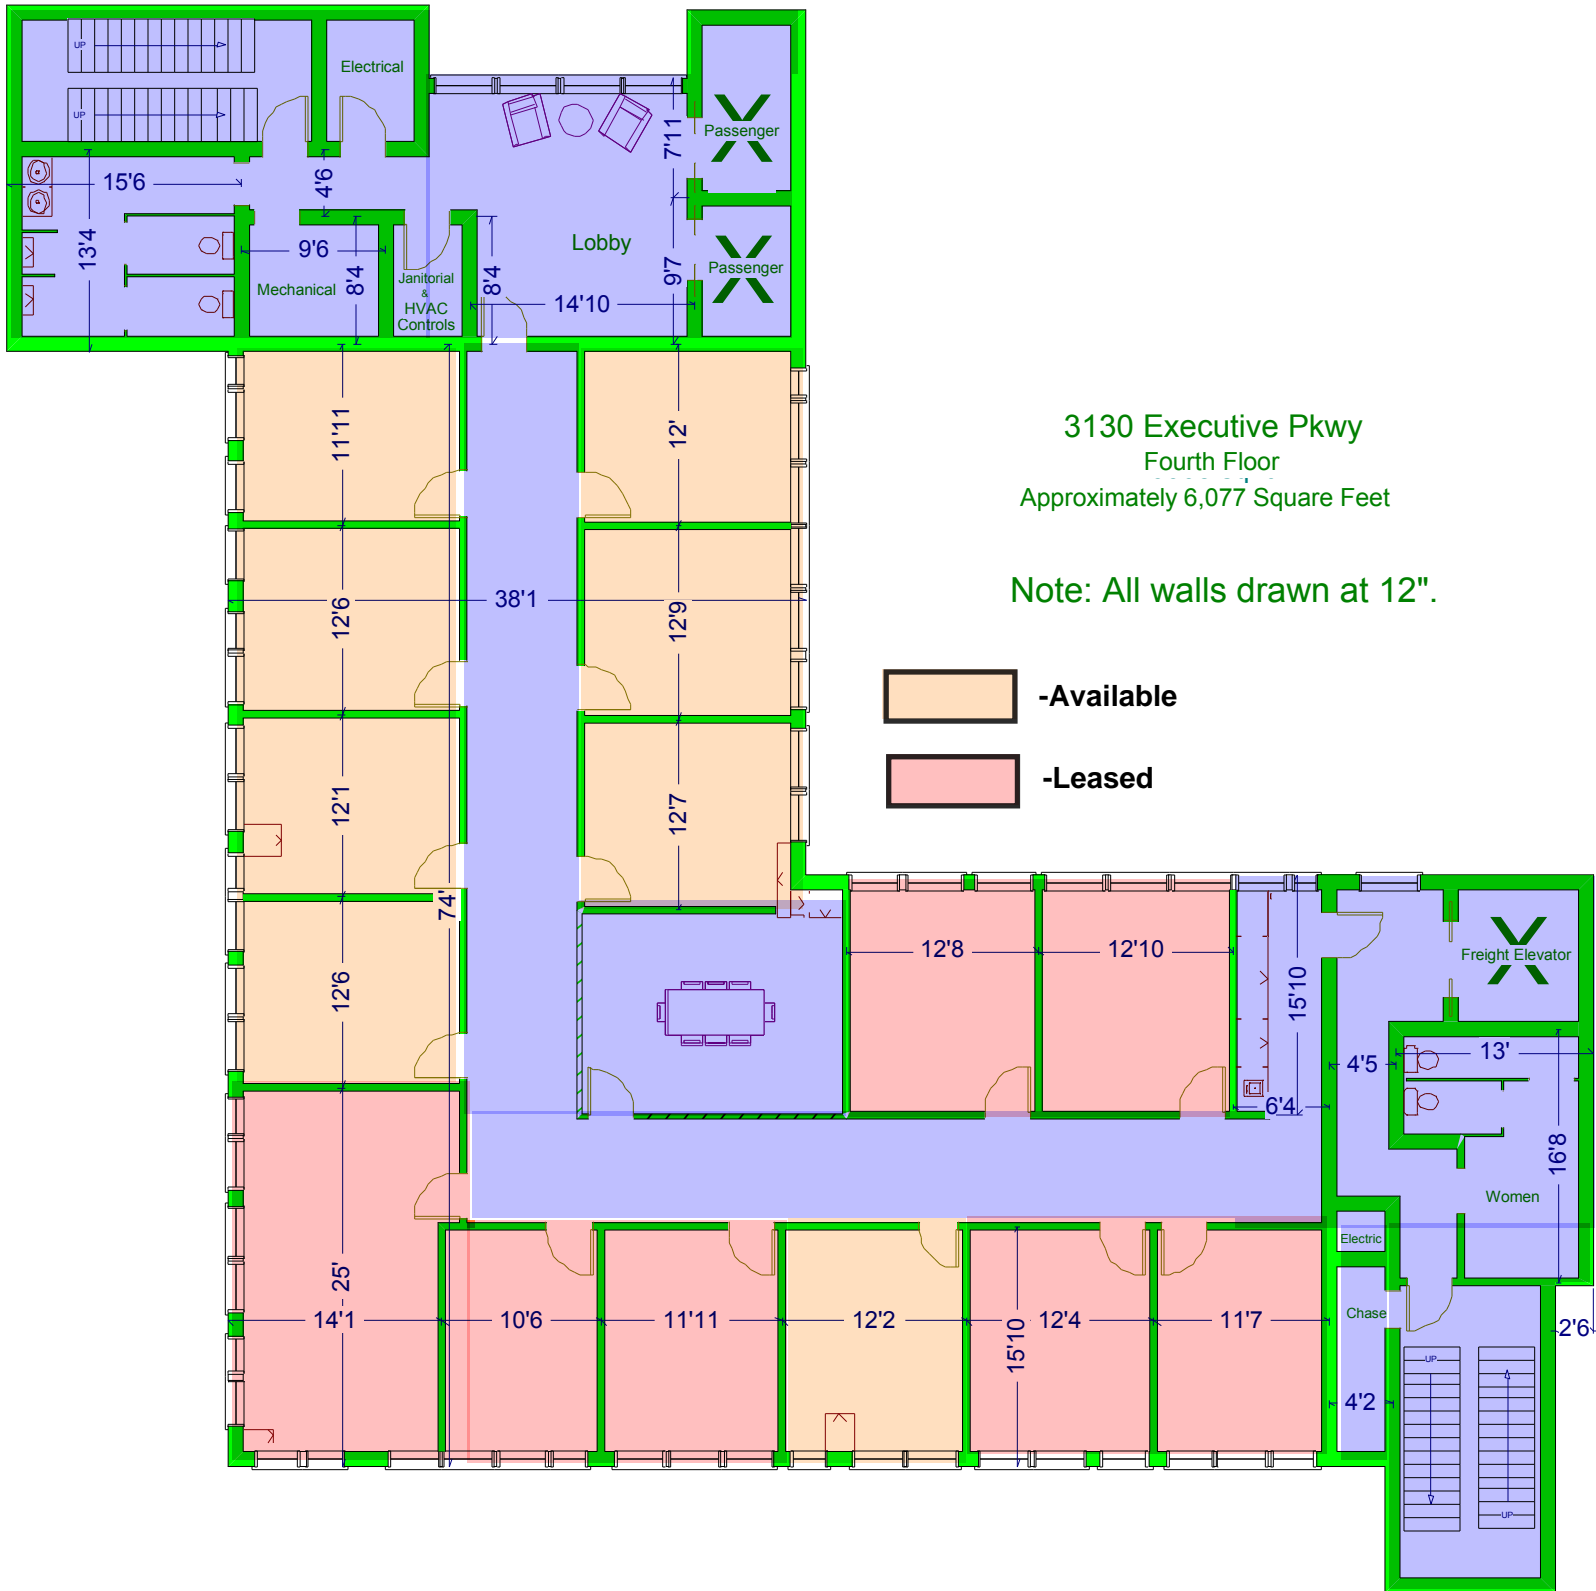 UP
Electrical
UP
Passenger
7'11
15'6
4'6
13'4
9'6
8'4
Mechanical
Janitorial
&
HVAC
Controls
8'4
Lobby
14'10
9'7
Passenger
11'11
12'
3130 Executive Pkwy
Fourth Floor
Approximately 6,077 Square Feet
12'6
38'1
12'9
Note: All walls drawn at 12".
-Available
-Leased
12'1
12'7
74'
12'6
12'8
12'10
15'10
Freight Elevator
4'5
13'
6'4
16'8
Women
Electric
25'
14'1
10'6
11'11
12'2
15'10
12'4
11'7
Chase
2'6
4'2
UP
UP